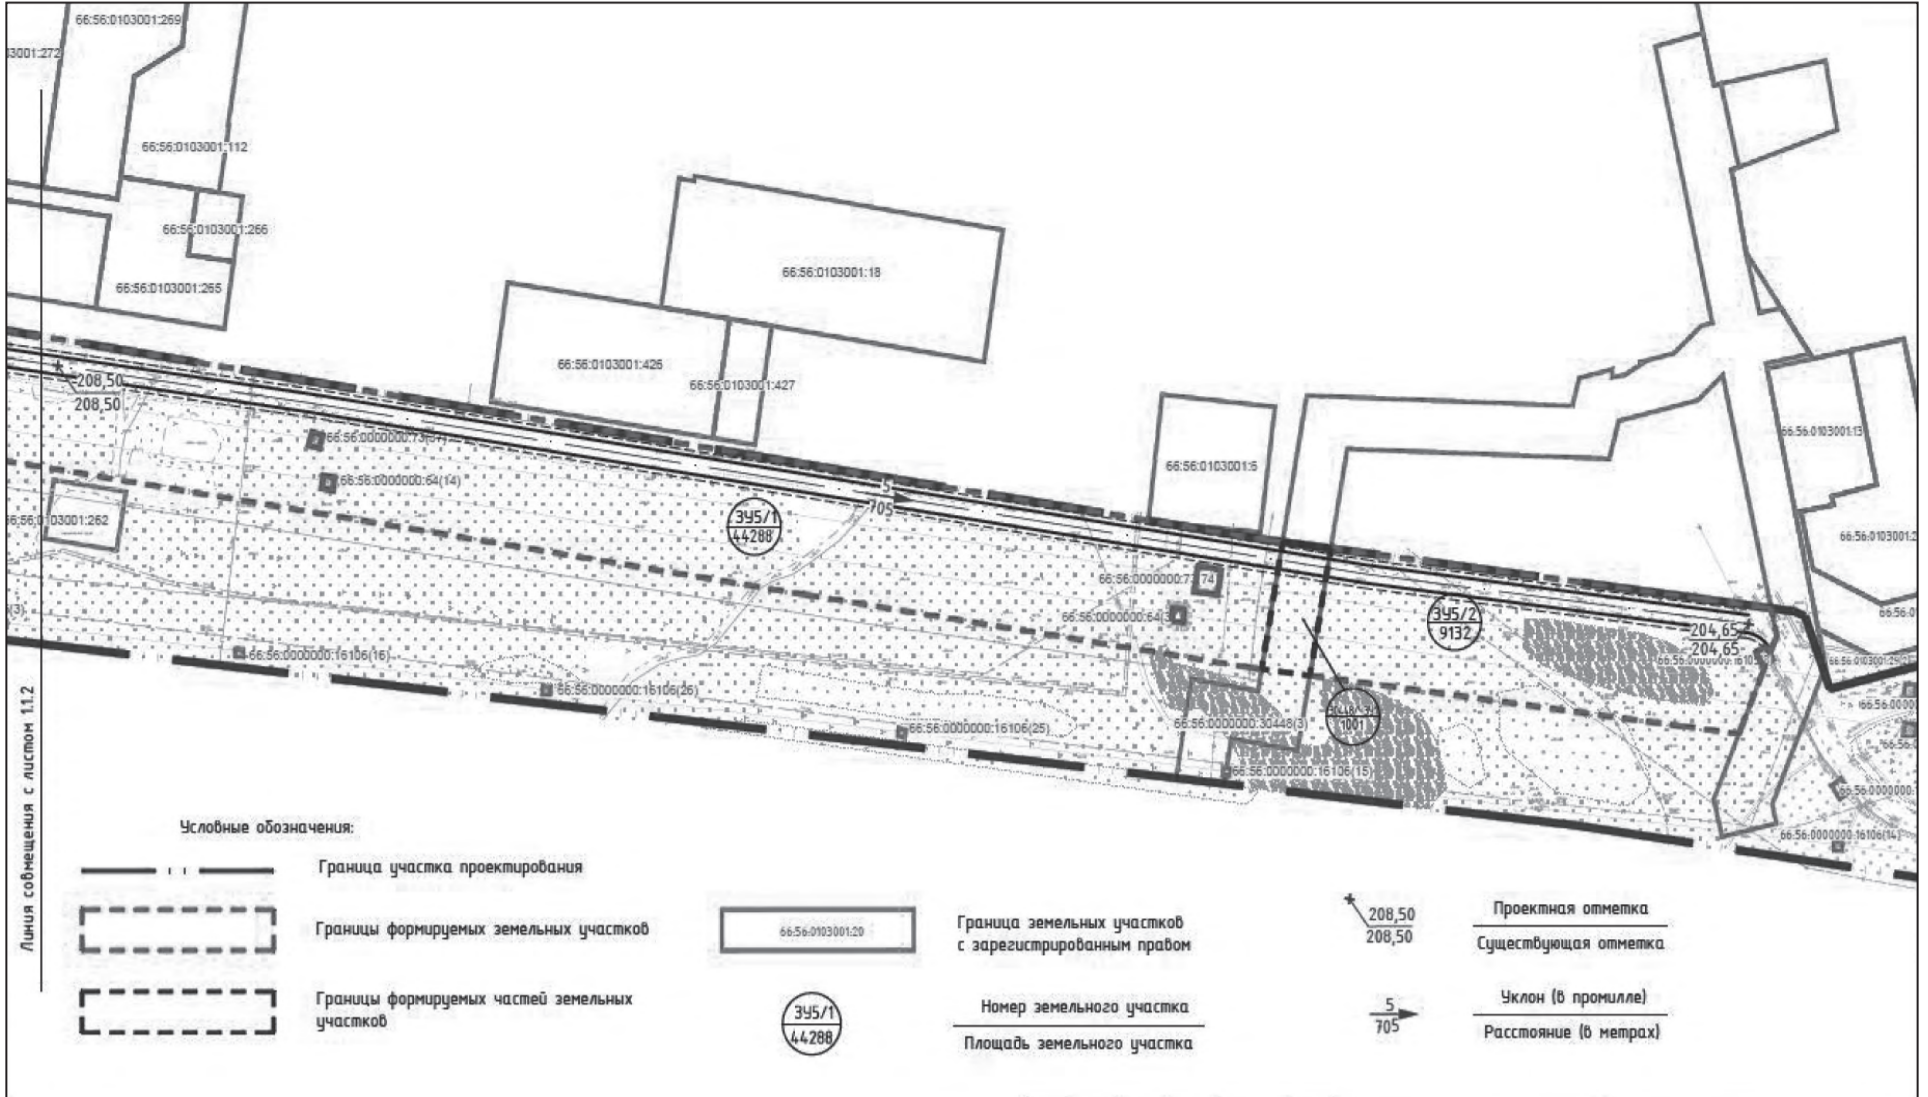 66:56:0103001:269
66:56:0103001:112
66:56:0103001:266
66:56:0103001:265
66:56:0103001:18
66:56:0103001:426
66:56:0103001:427
208,50
208,50
66:56:0000000:64(14)
66:56:0103001:262
5
705
ЗУ5/1
44288
66:56:0103001:6
66:56:0103001:13
66:56:0000000:16106(16)
66:56:0000000:16106(26)
66:56:0000000:16106(25)
66:56:0000000:30448(3)
1001
66:56:0000000:16106(15)
ЗУ5/2
9132
204,65
204,65
66:56:0000000:16106(14)
Линия совмещения с листом 1.1.2
Условные обозначения:
Граница участка проектирования
Границы формируемых земельных участков
Границы формируемых частей земельных
участков
66:56:0103001:20
Граница земельных участков
с зарегистрированным правом
ЗУ5/1
44288
Номер земельного участка
Площадь земельного участка
208,50
208,50
Проектная отметка
Существующая отметка
5
705
Уклон (в промилле)
Расстояние (в метрах)